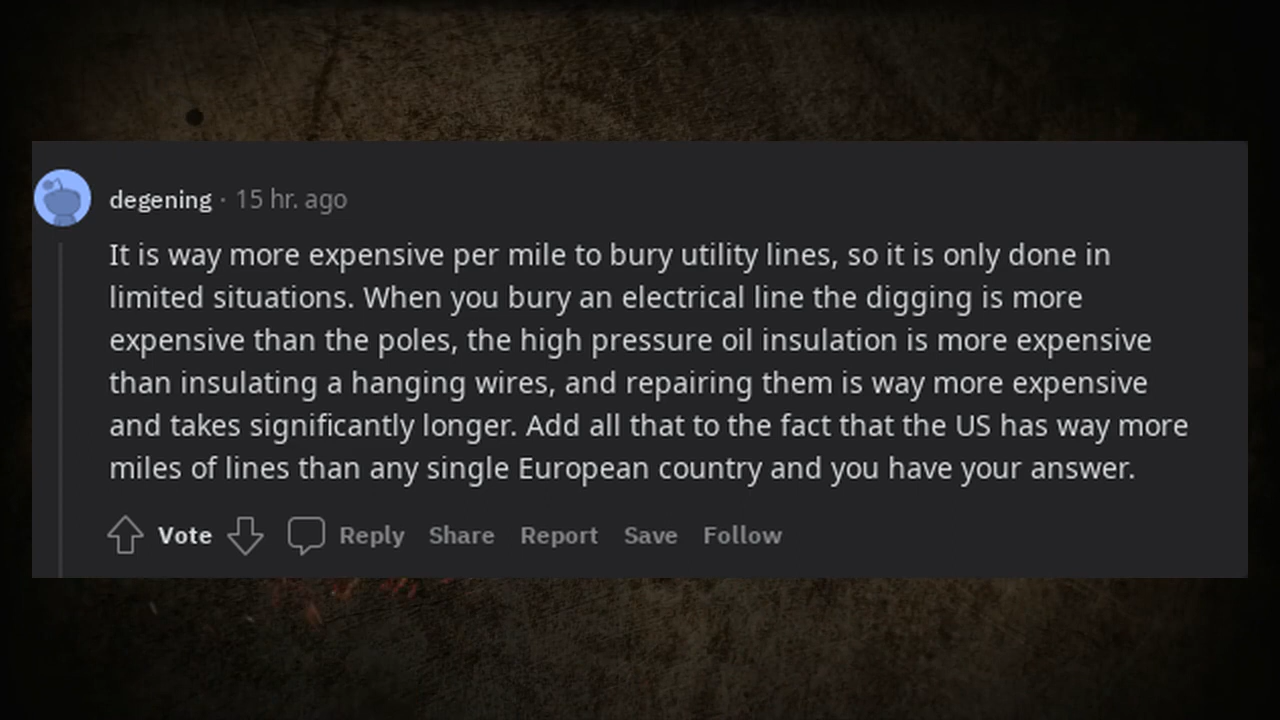 degening · 15 hr. ago
It is way more expensive per mile to bury utility lines, so it is only done in
limited situations. When you bury an electrical line the digging is more
expensive than the poles, the high pressure oil insulation is more expensive
than insulating a hanging wires, and repairing them is way more expensive
and takes significantly longer. Add all that to the fact that the US has way more
miles of lines than any single European country and you have your answer.
Vote Reply Share Report Save Follow